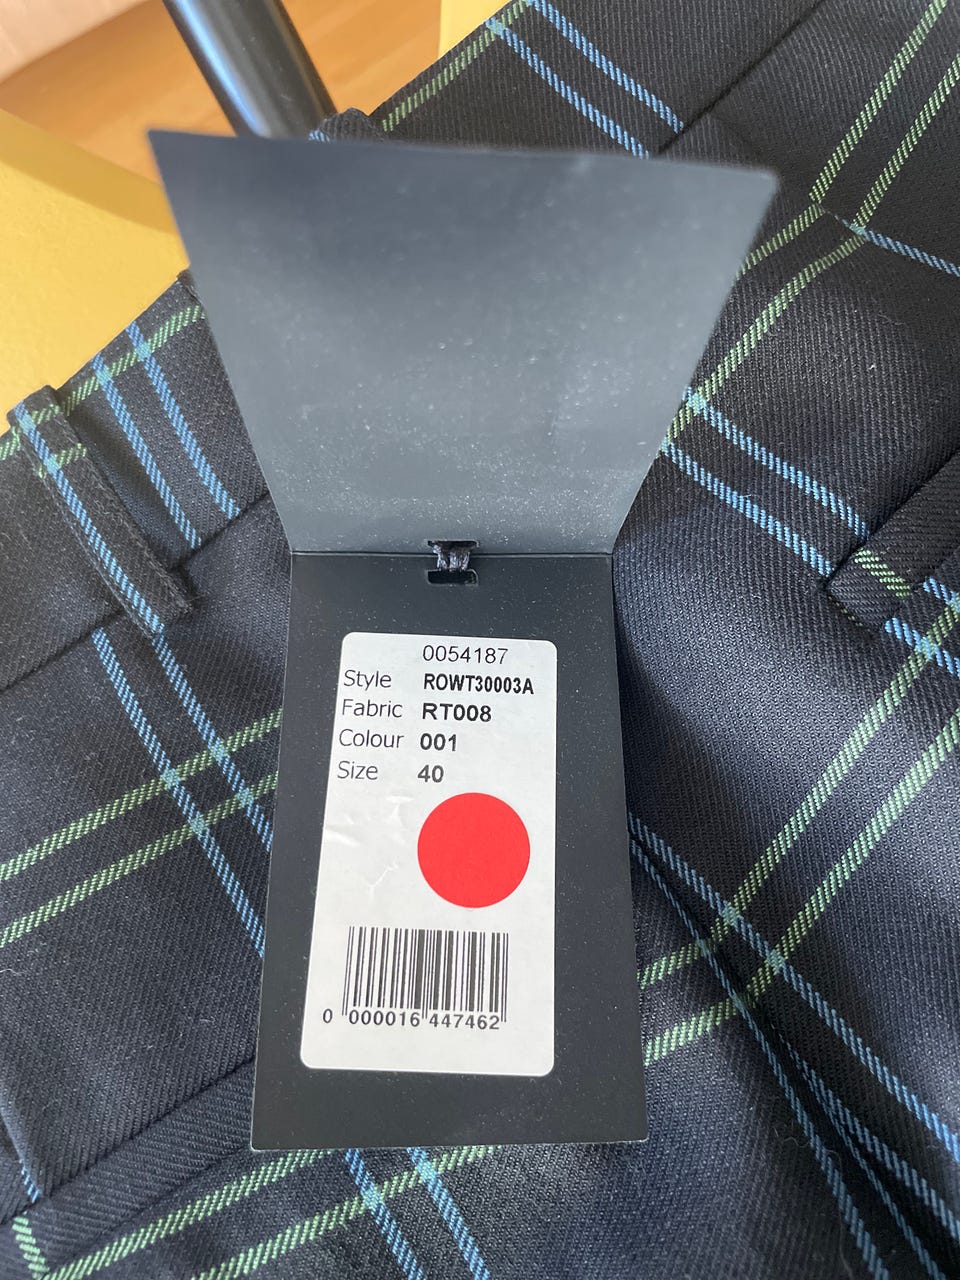 0054187
Style ROWT30003A
Fabric RT008
Colour 001
Size 40
0 000016 447462